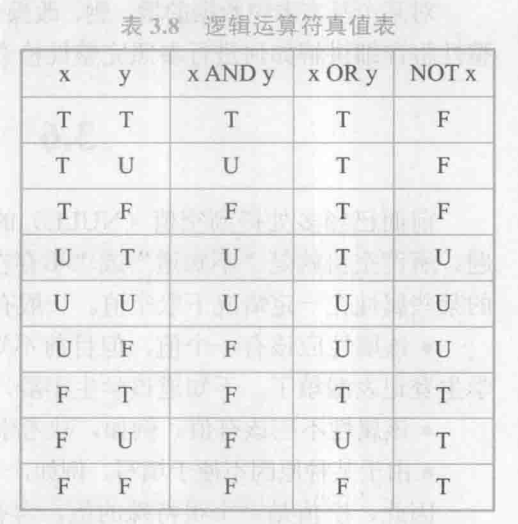 表 3.8 逻辑运算符真值表
x y x AND y x OR y NOT x
T T T T F
T U U T F
T F F T F
U T U T U
U U U U U
U F F U U
F T F T T
F U F U T
F F F F T